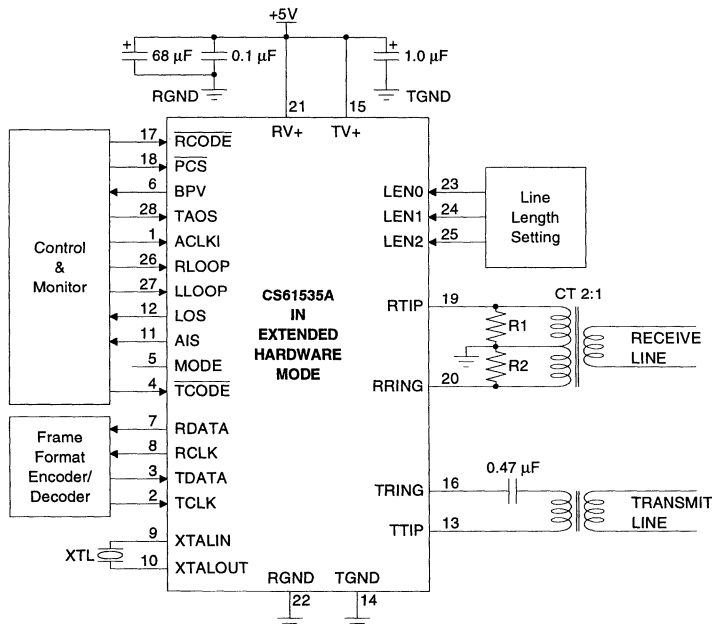 +5V
+ 68 µF
0.1 µF
+ 1.0 µF
RGND
TGND
21
15
RV+
TV+
Control
&
Monitor
17 RCODE
18 PCS
6 BPV
28 TAOS
1 ACLKI
26 RLOOP
27 LLOOP
12 LOS
11 AIS
5 MODE
4 TCODE
Frame
Format
Encoder/
Decoder
7 RDATA
8 RCLK
3 TDATA
2 TCLK
XTL
9 XTALIN
10 XTALOUT
CS61535A
IN
EXTENDED
HARDWARE
MODE
LEN0 23
LEN1 24
LEN2 25
Line
Length
Setting
RTIP 19
CT 2:1
R1
R2
RECEIVE
LINE
RRING 20
TRING 16
0.47 µF
TTIP 13
TRANSMIT
LINE
RGND
TGND
22
14